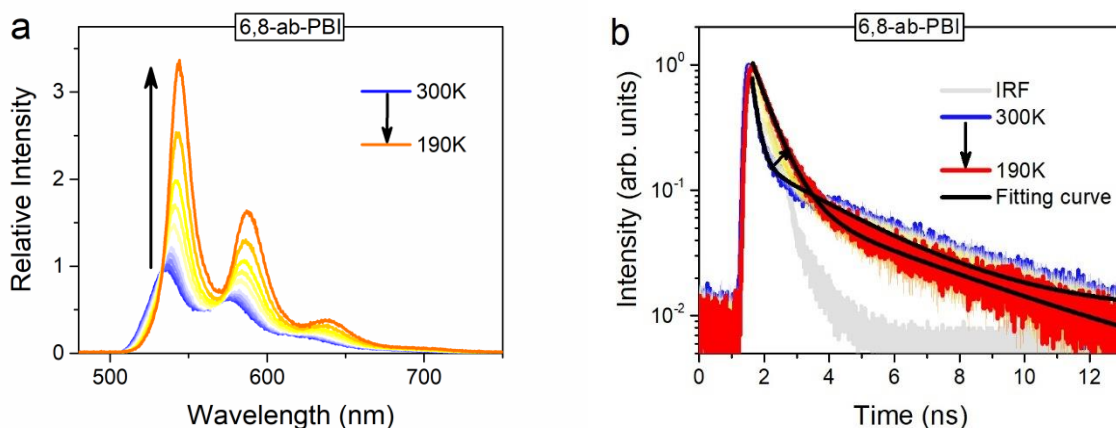 a
6,8-ab-PBI
Relative Intensity
3
2
1
0
300K
190K
500
600
700
Wavelength (nm)
b
6,8-ab-PBI
Intensity (arb. units)
10⁰
10⁻¹
10⁻²
IRF
300K
190K
Fitting curve
0
2
4
6
8
10
12
Time (ns)